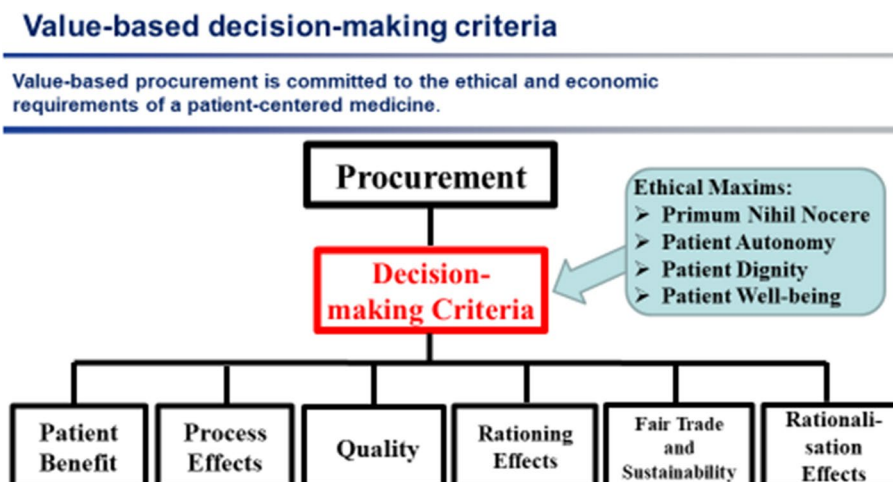 Value-based decision-making criteria
Value-based procurement is committed to the ethical and economic
requirements of a patient-centered medicine.
Procurement
Ethical Maxims:
➢ Primum Nihil Nocere
➢ Patient Autonomy
➢ Patient Dignity
➢ Patient Well-being
Decision-
making Criteria
Patient
Benefit
Process
Effects
Quality
Rationing
Effects
Fair Trade
and
Sustainability
Rationali-
sation
Effects